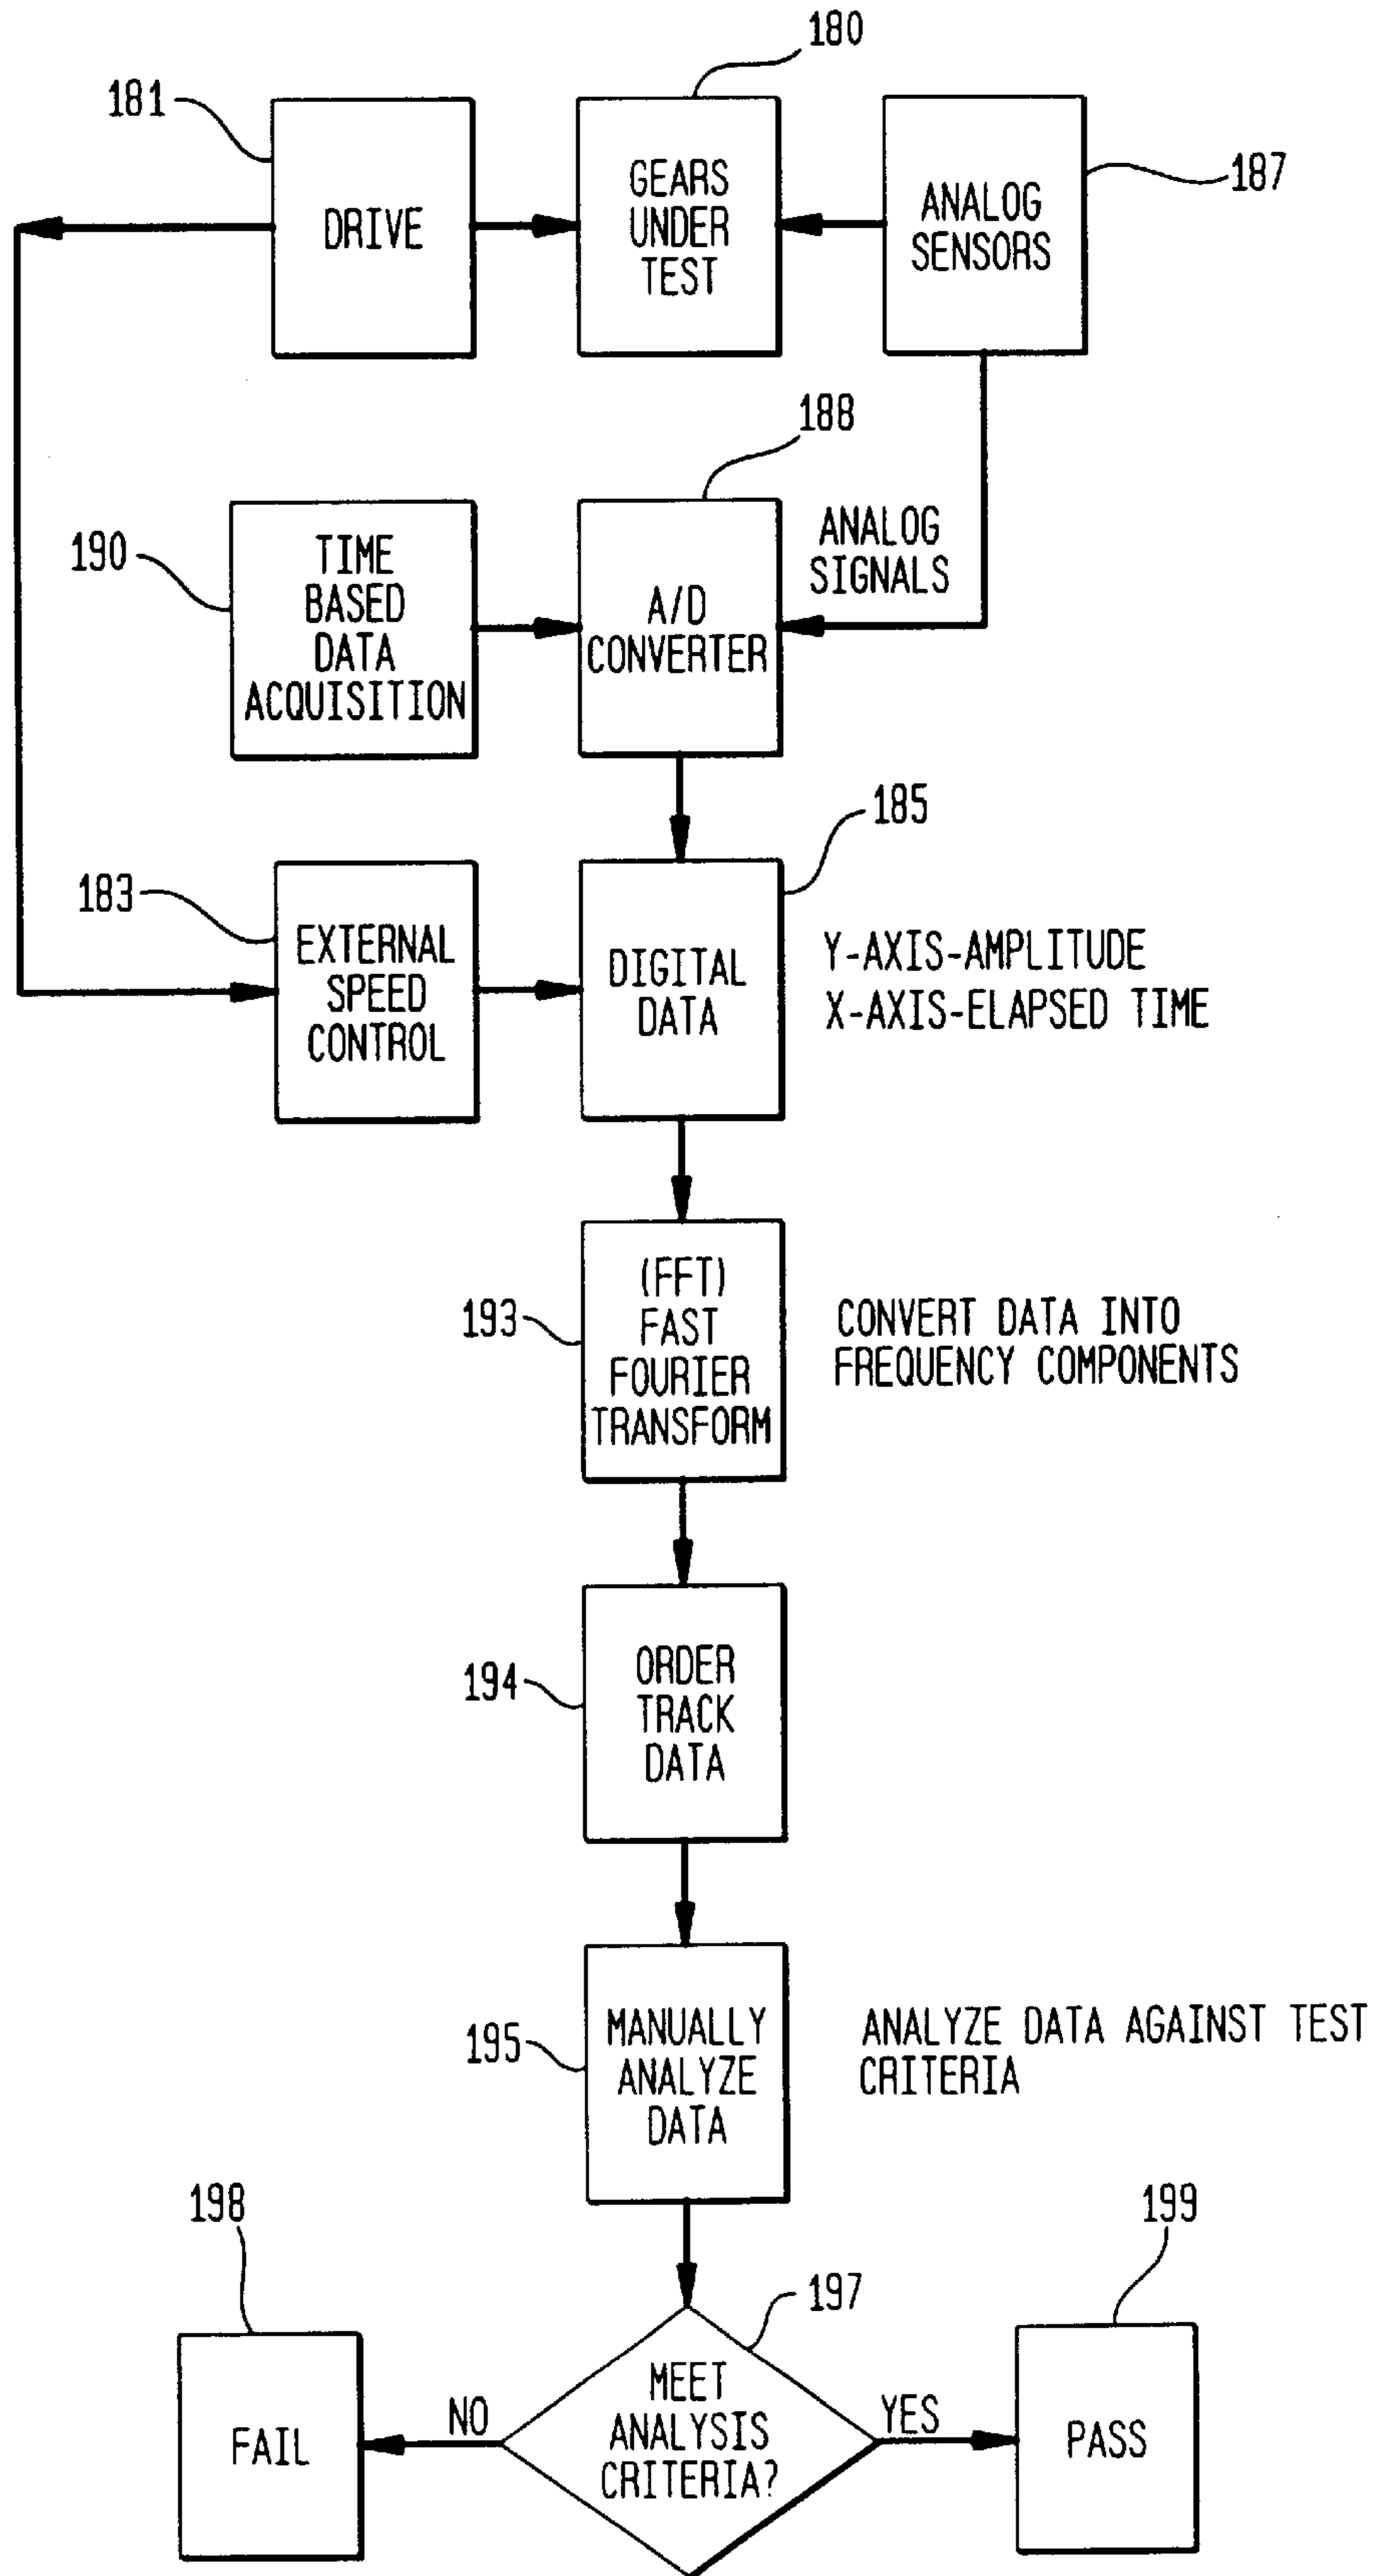 180
181
187
DRIVE
GEARS
UNDER
TEST
ANALOG
SENSORS
188
190
TIME
BASED
DATA
ACQUISITION
A/D
CONVERTER
ANALOG
SIGNALS
185
183
EXTERNAL
SPEED
CONTROL
DIGITAL
DATA
Y-AXIS-AMPLITUDE
X-AXIS-ELAPSED TIME
193
(FFT)
FAST
FOURIER
TRANSFORM
CONVERT DATA INTO
FREQUENCY COMPONENTS
194
ORDER
TRACK
DATA
195
MANUALLY
ANALYZE
DATA
ANALYZE DATA AGAINST TEST
CRITERIA
198
199
197
FAIL
NO
MEET
ANALYSIS
CRITERIA?
YES
PASS